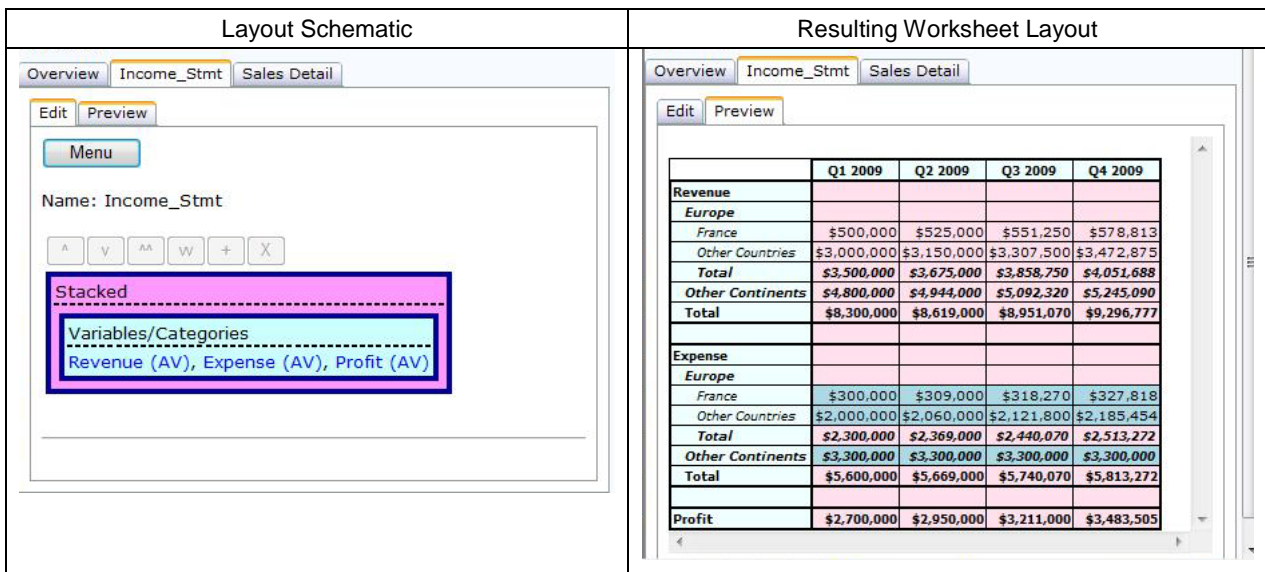 Layout Schematic
Resulting Worksheet Layout
Overview Income_Stmt Sales Detail
Edit Preview
Menu
Name: Income_Stmt
^ v ^^ vv + X
Stacked
Variables/Categories
Revenue (AV), Expense (AV), Profit (AV)
Overview Income_Stmt Sales Detail
Edit Preview
Q1 2009 Q2 2009 Q3 2009 Q4 2009
Revenue
Europe
France $500,000 $525,000 $551,250 $578,813
Other Countries $3,000,000 $3,150,000 $3,307,500 $3,472,875
Total $3,500,000 $3,675,000 $3,858,750 $4,051,688
Other Continents $4,800,000 $4,944,000 $5,092,320 $5,245,090
Total $8,300,000 $8,619,000 $8,951,070 $9,296,777
Expense
Europe
France $300,000 $309,000 $318,270 $327,818
Other Countries $2,000,000 $2,060,000 $2,121,800 $2,185,454
Total $2,300,000 $2,369,000 $2,440,070 $2,513,272
Other Continents $3,300,000 $3,300,000 $3,300,000 $3,300,000
Total $5,600,000 $5,669,000 $5,740,070 $5,813,272
Profit $2,700,000 $2,950,000 $3,211,000 $3,483,505